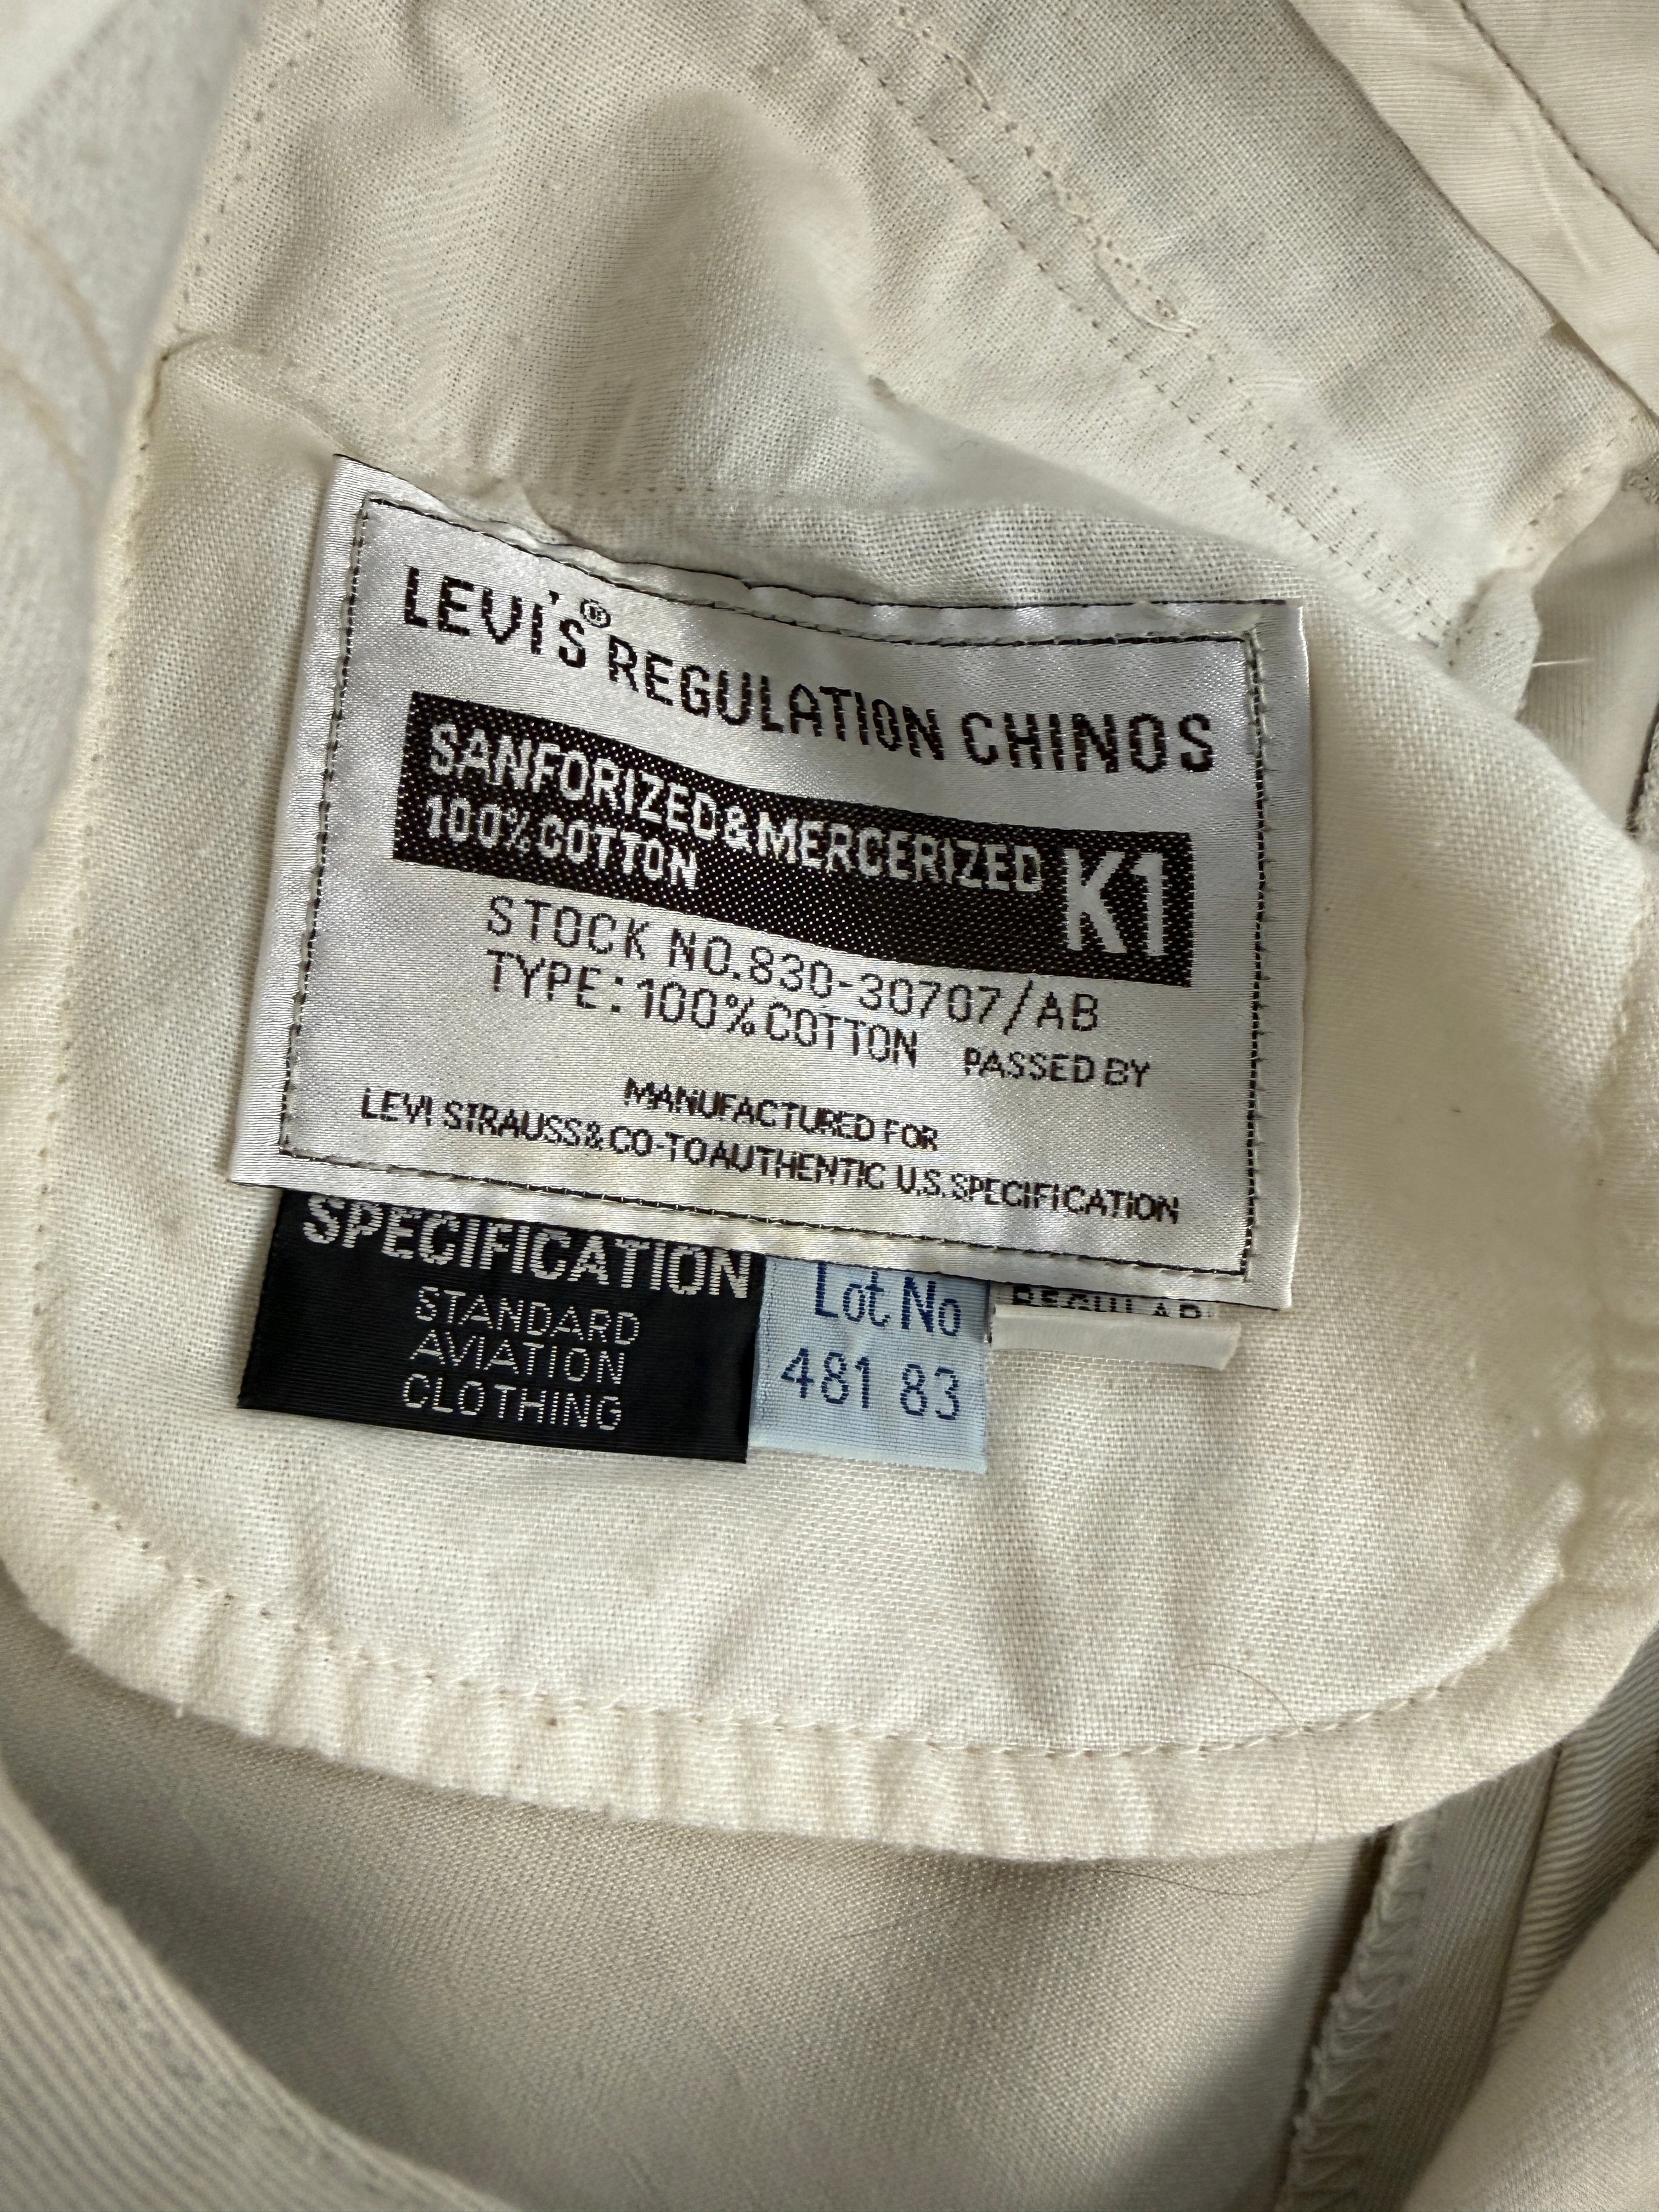 LEVI'S® REGULATION CHINOS
SANFORIZED & MERCERIZED
100% COTTON
K1
STOCK NO. 830-30707/AB
TYPE: 100% COTTON PASSED BY
MANUFACTURED FOR
LEVI STRAUSS & CO-TO AUTHENTIC U.S. SPECIFICATION
SPECIFICATION
STANDARD
AVIATION
CLOTHING
Lot No
481 83
REGULAR